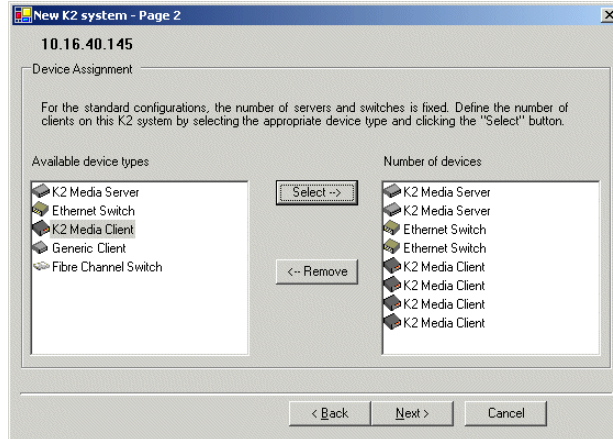 New K2 system - Page 2
10.16.40.145
Device Assignment
For the standard configurations, the number of servers and switches is fixed. Define the number of
clients on this K2 system by selecting the appropriate device type and clicking the "Select" button.
Available device types
Number of devices
K2 Media Server
Ethernet Switch
K2 Media Client
Generic Client
Fibre Channel Switch
Select -->
<-- Remove
K2 Media Server
K2 Media Server
Ethernet Switch
Ethernet Switch
K2 Media Client
K2 Media Client
K2 Media Client
K2 Media Client
< Back
Next >
Cancel